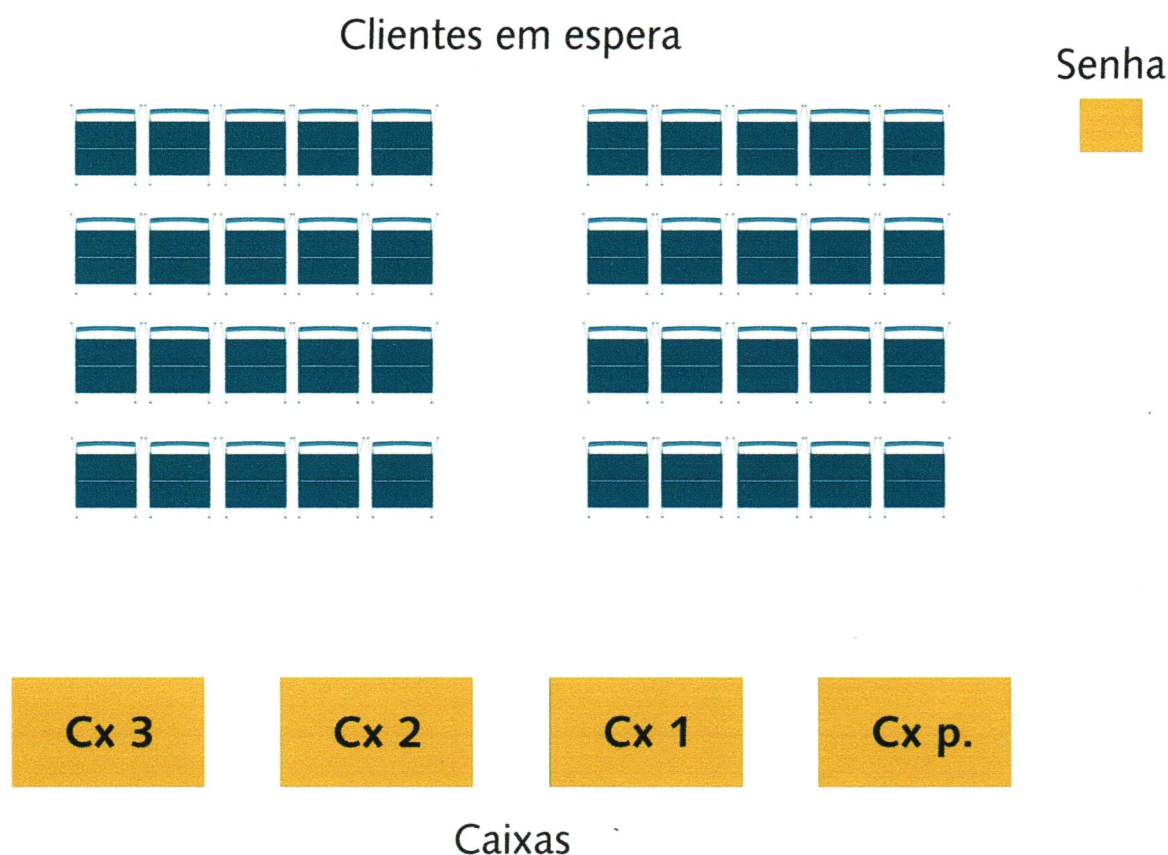 Clientes em espera
Senha
Cx 3
Cx 2
Cx 1
Cx p.
Caixas